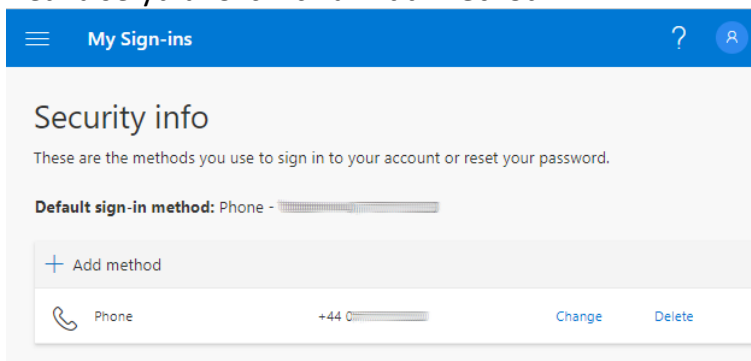 My Sign-ins ? A
Security info
These are the methods you use to sign in to your account or reset your password.
Default sign-in method: Phone -
+ Add method
Phone +44 0 Change Delete